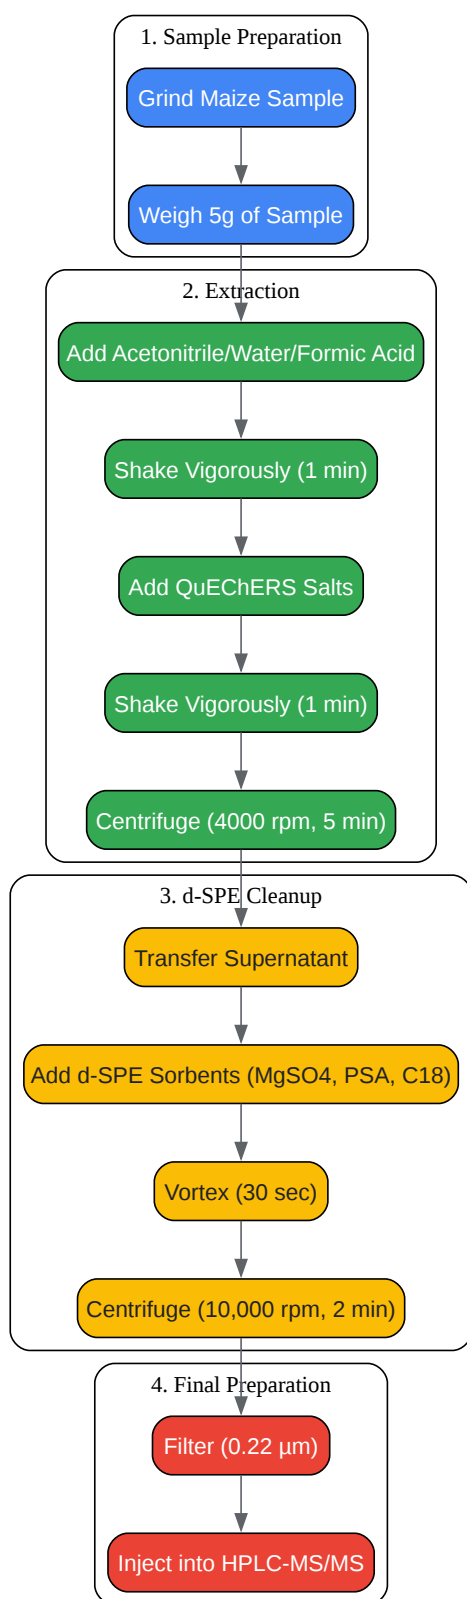 1. Sample Preparation
Grind Maize Sample
Weigh 5g of Sample
2. Extraction
Add Acetonitrile/Water/Formic Acid
Shake Vigorously (1 min)
Add QuEChERS Salts
Shake Vigorously (1 min)
Centrifuge (4000 rpm, 5 min)
3. d-SPE Cleanup
Transfer Supernatant
Add d-SPE Sorbents (MgSO4, PSA, C18)
Vortex (30 sec)
Centrifuge (10,000 rpm, 2 min)
4. Final Preparation
Filter (0.22 µm)
Inject into HPLC-MS/MS